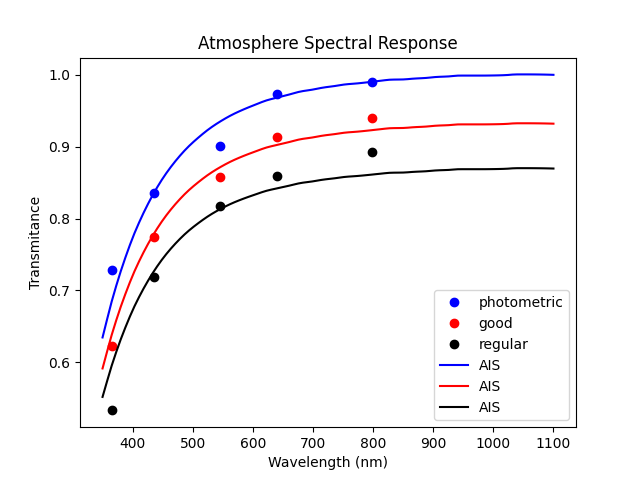 Atmosphere Spectral Response
Transmitance
1.0
0.9
0.8
0.7
0.6
photometric
good
regular
AIS
AIS
AIS
400 500 600 700 800 900 1000 1100
Wavelength (nm)